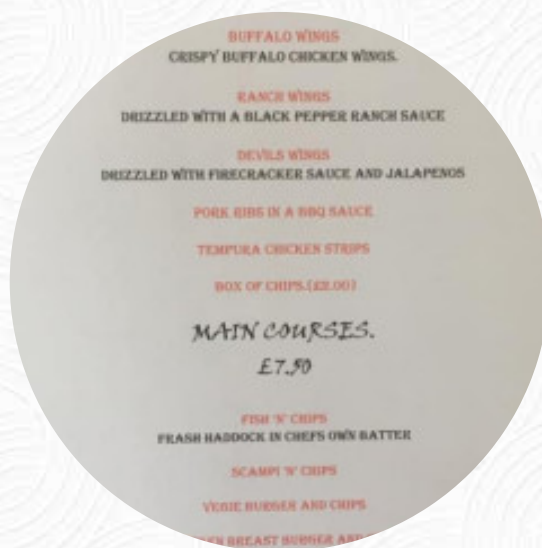 BUFFALO WINGS
CRISPY BUFFALO CHICKEN WINGS.
RANCH WINGS
DRIZZLED WITH A BLACK PEPPER RANCH SAUCE
DEVILS WINGS
DRIZZLED WITH FIRECRACKER SAUCE AND JALAPENOS
PORK RIBS IN A BBQ SAUCE
TEMPURA CHICKEN STRIPS
BOX OF CHIPS.(£2.00)
MAIN COURSES.
£7.50
FISH 'N' CHIPS
FRASH HADDOCK IN CHEFS OWN BATTER
SCAMPI 'N' CHIPS
VEGIE BURGER AND CHIPS
BREAST BURGER AND